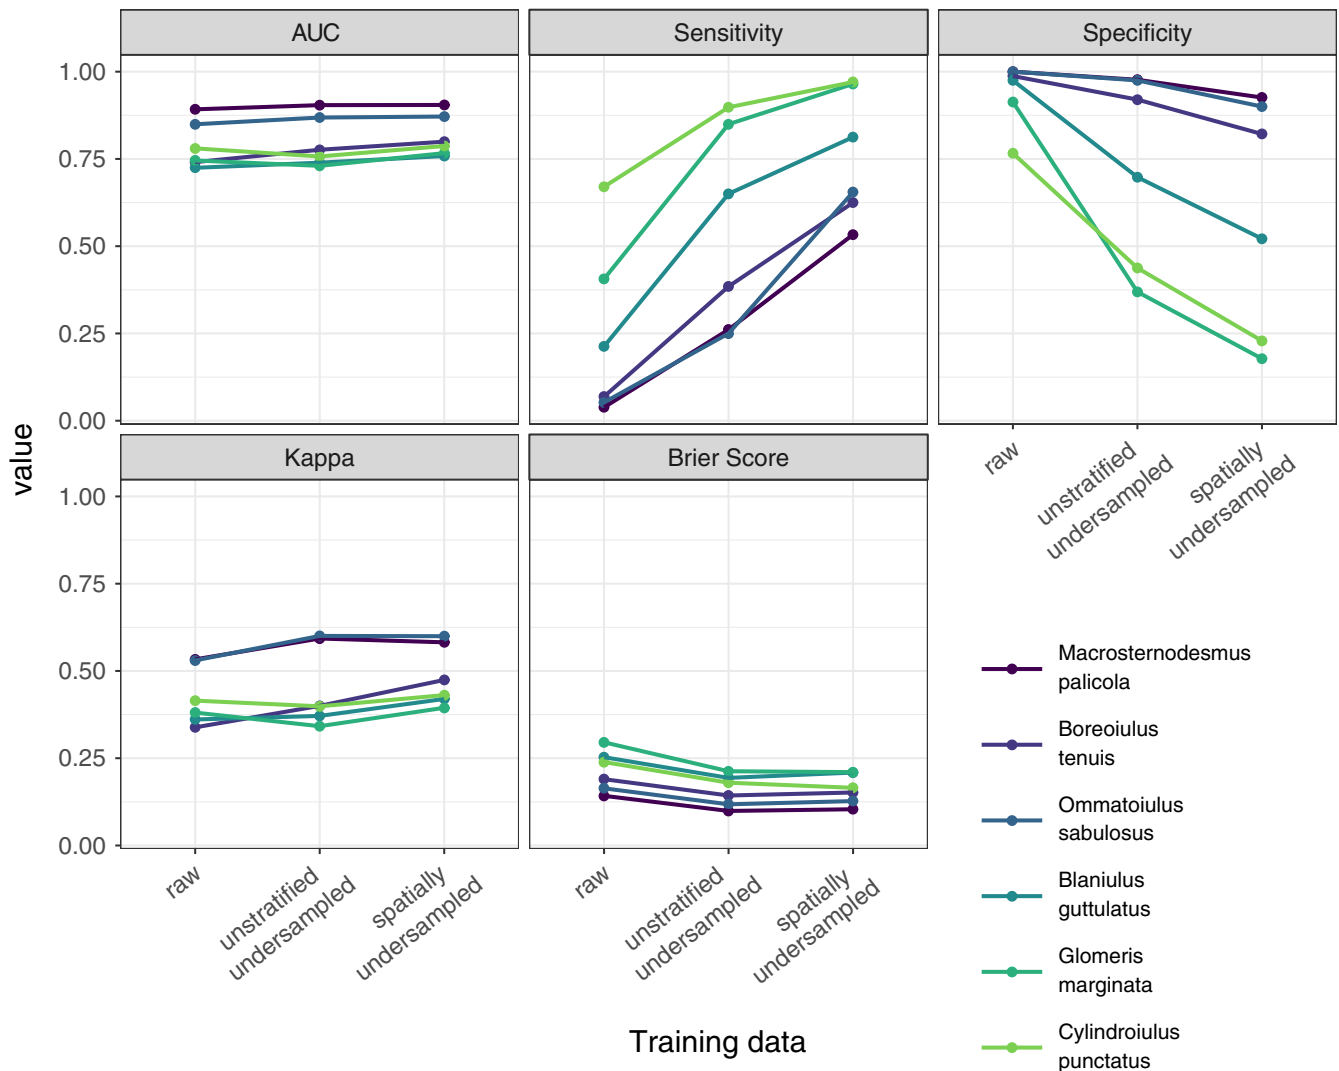 AUC
Sensitivity
Specificity
1.00
0.75
0.50
0.25
0.00
raw
unstratified
undersampled
spatially
undersampled
value
Kappa
Brier Score
1.00
0.75
0.50
0.25
0.00
raw
unstratified
undersampled
spatially
undersampled
raw
unstratified
undersampled
spatially
undersampled
Training data
Macrosternodesmus
palicola
Boreoiulus
tenuis
Ommatoiulus
sabulosus
Blaniulus
guttulatus
Glomeris
marginata
Cylindroiulus
punctatus